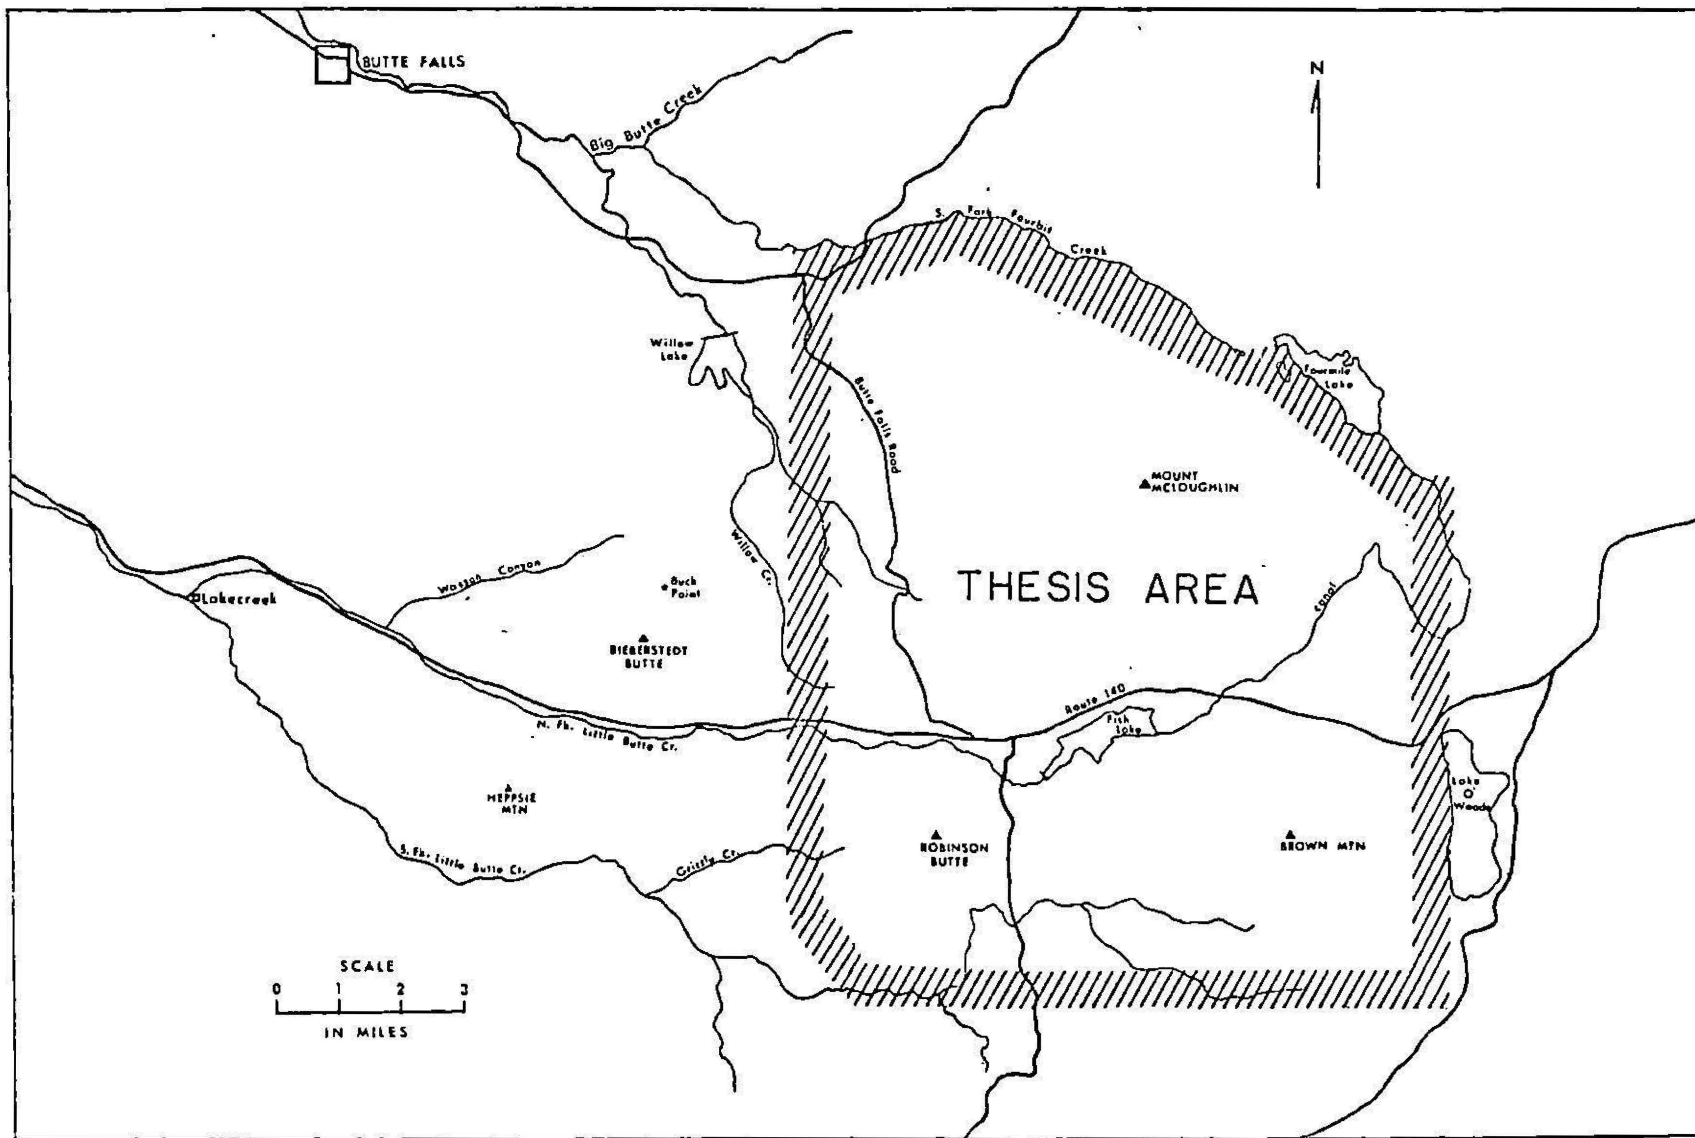 BUTTE FALLS
N
Big Butte Creek
S. Fork Fourbit
Creek
Willow
Lake
Fourmile
Lake
Butte Falls Road
MOUNT
MCLOUGHLIN
Willow Cr.
Wasson Canyon
Buck
Point
THESIS AREA
Lakecreek
canal
BIEBERSTEDT
BUTTE
Route 140
Fish
Lake
N. Fk. Little Butte Cr.
HEPPSIE
MTN
Lake
O'
Woods
ROBINSON
BUTTE
BROWN MTN
S. Fk. Little Butte Cr.
Grizzly Cr.
SCALE
0 1 2 3
IN MILES